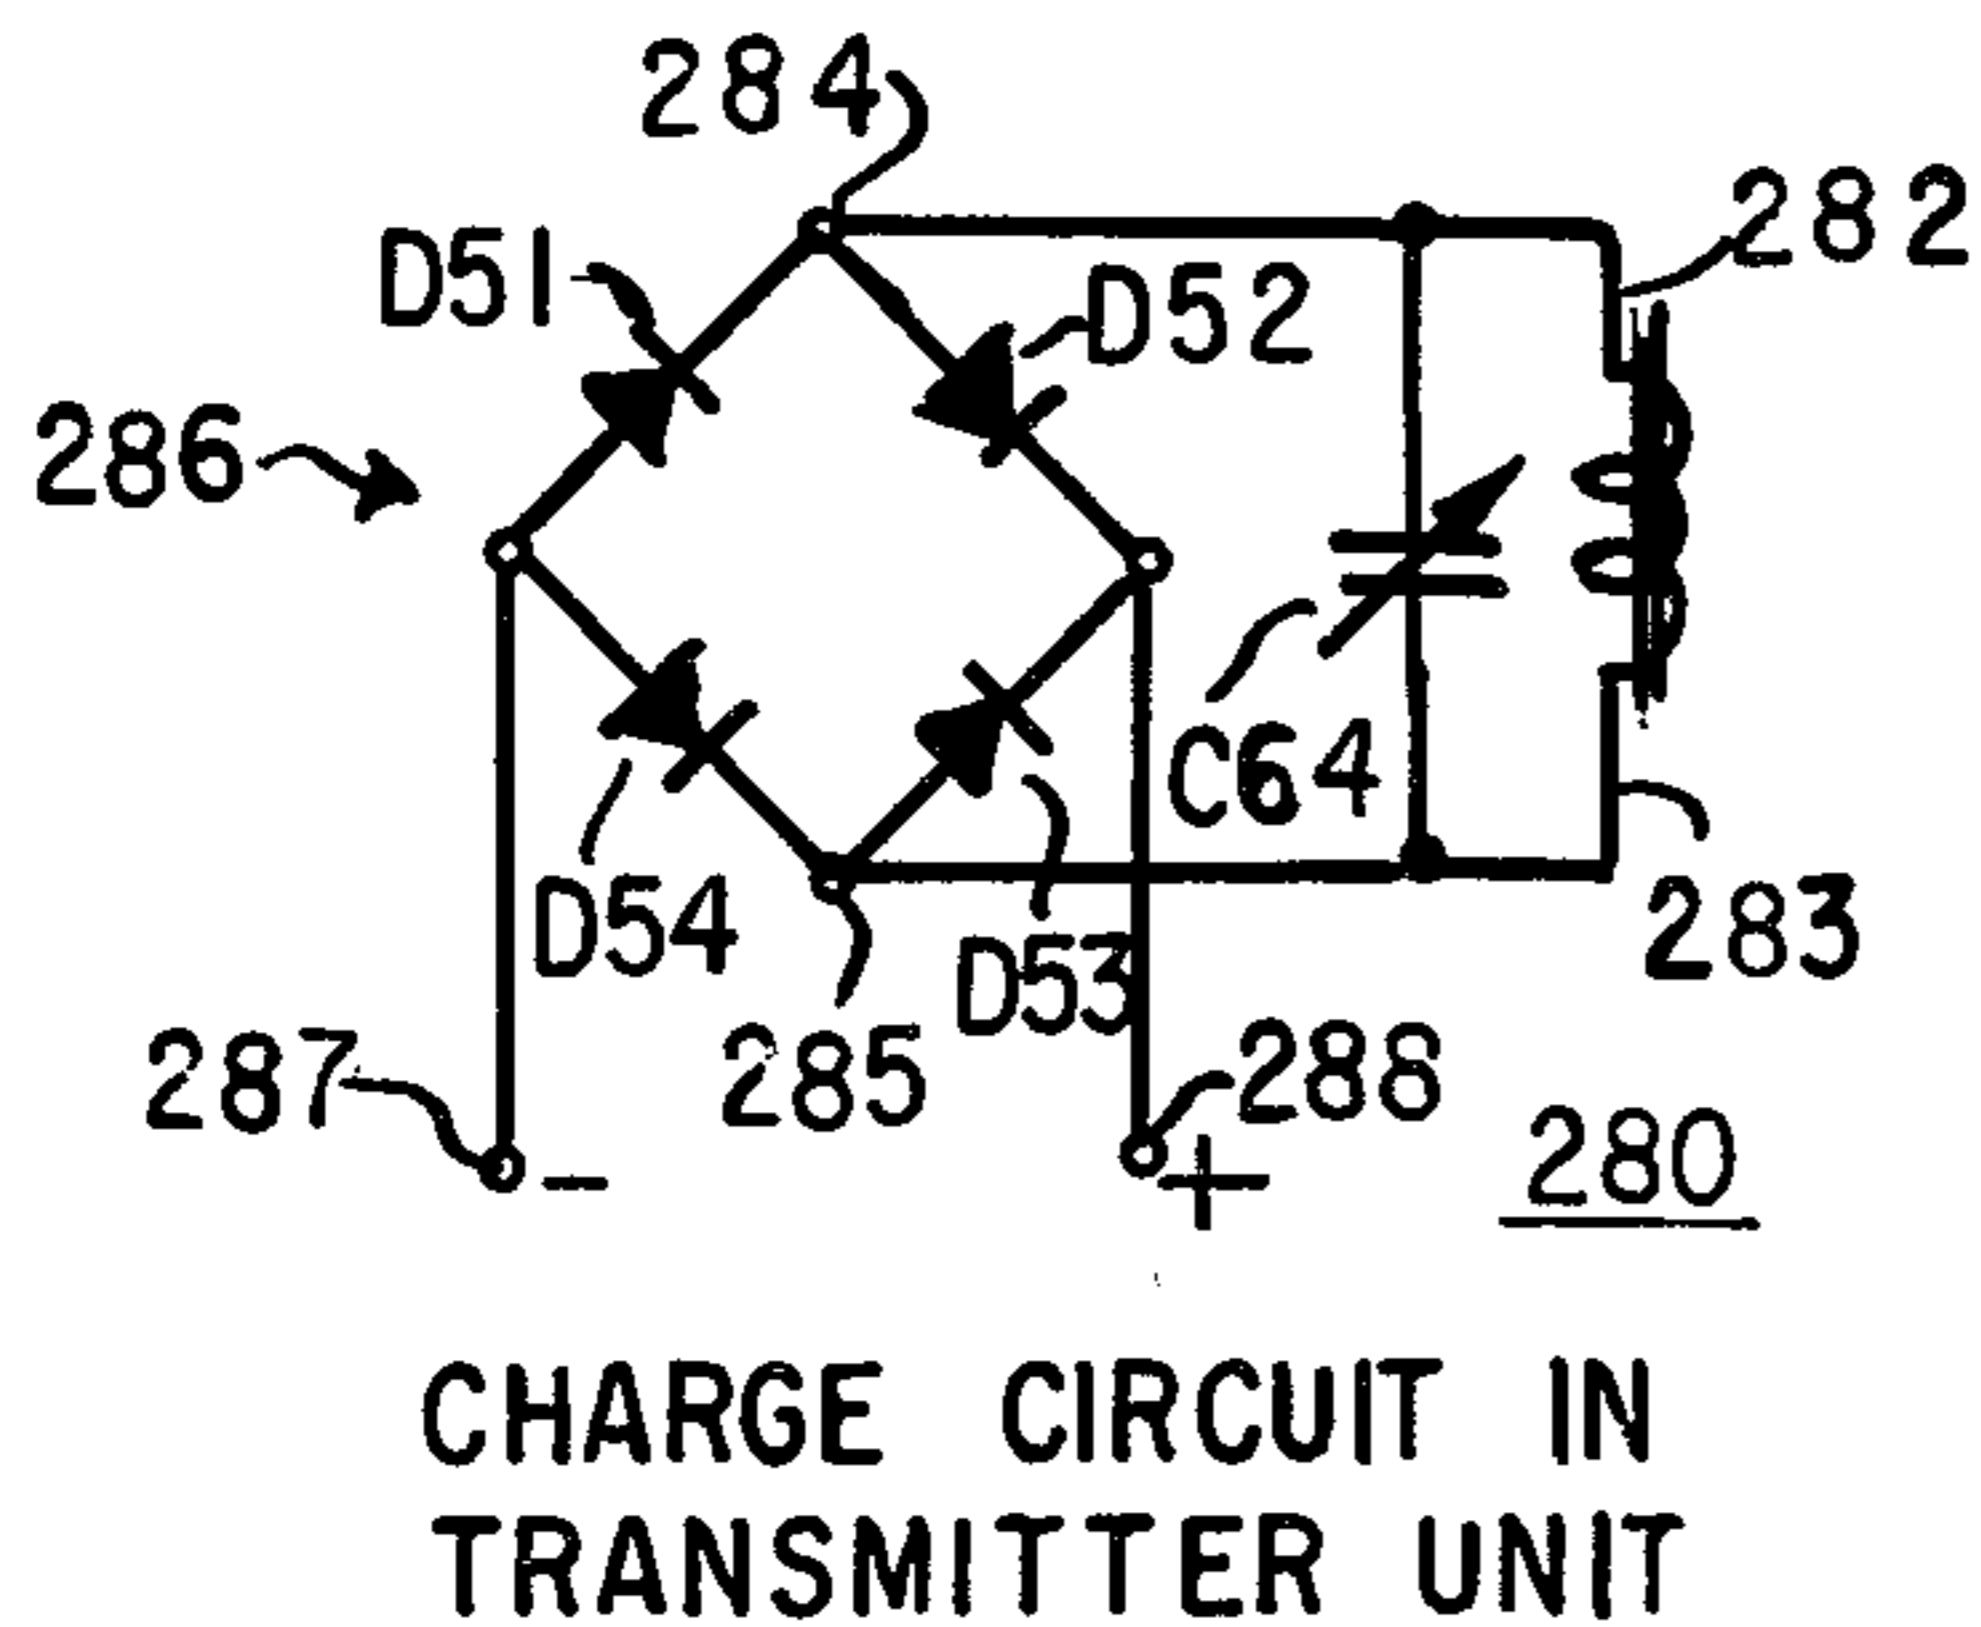 284
282
D51
D52
286
C64
283
D54
D53
287
285
288
- +
280
CHARGE CIRCUIT IN
TRANSMITTER UNIT